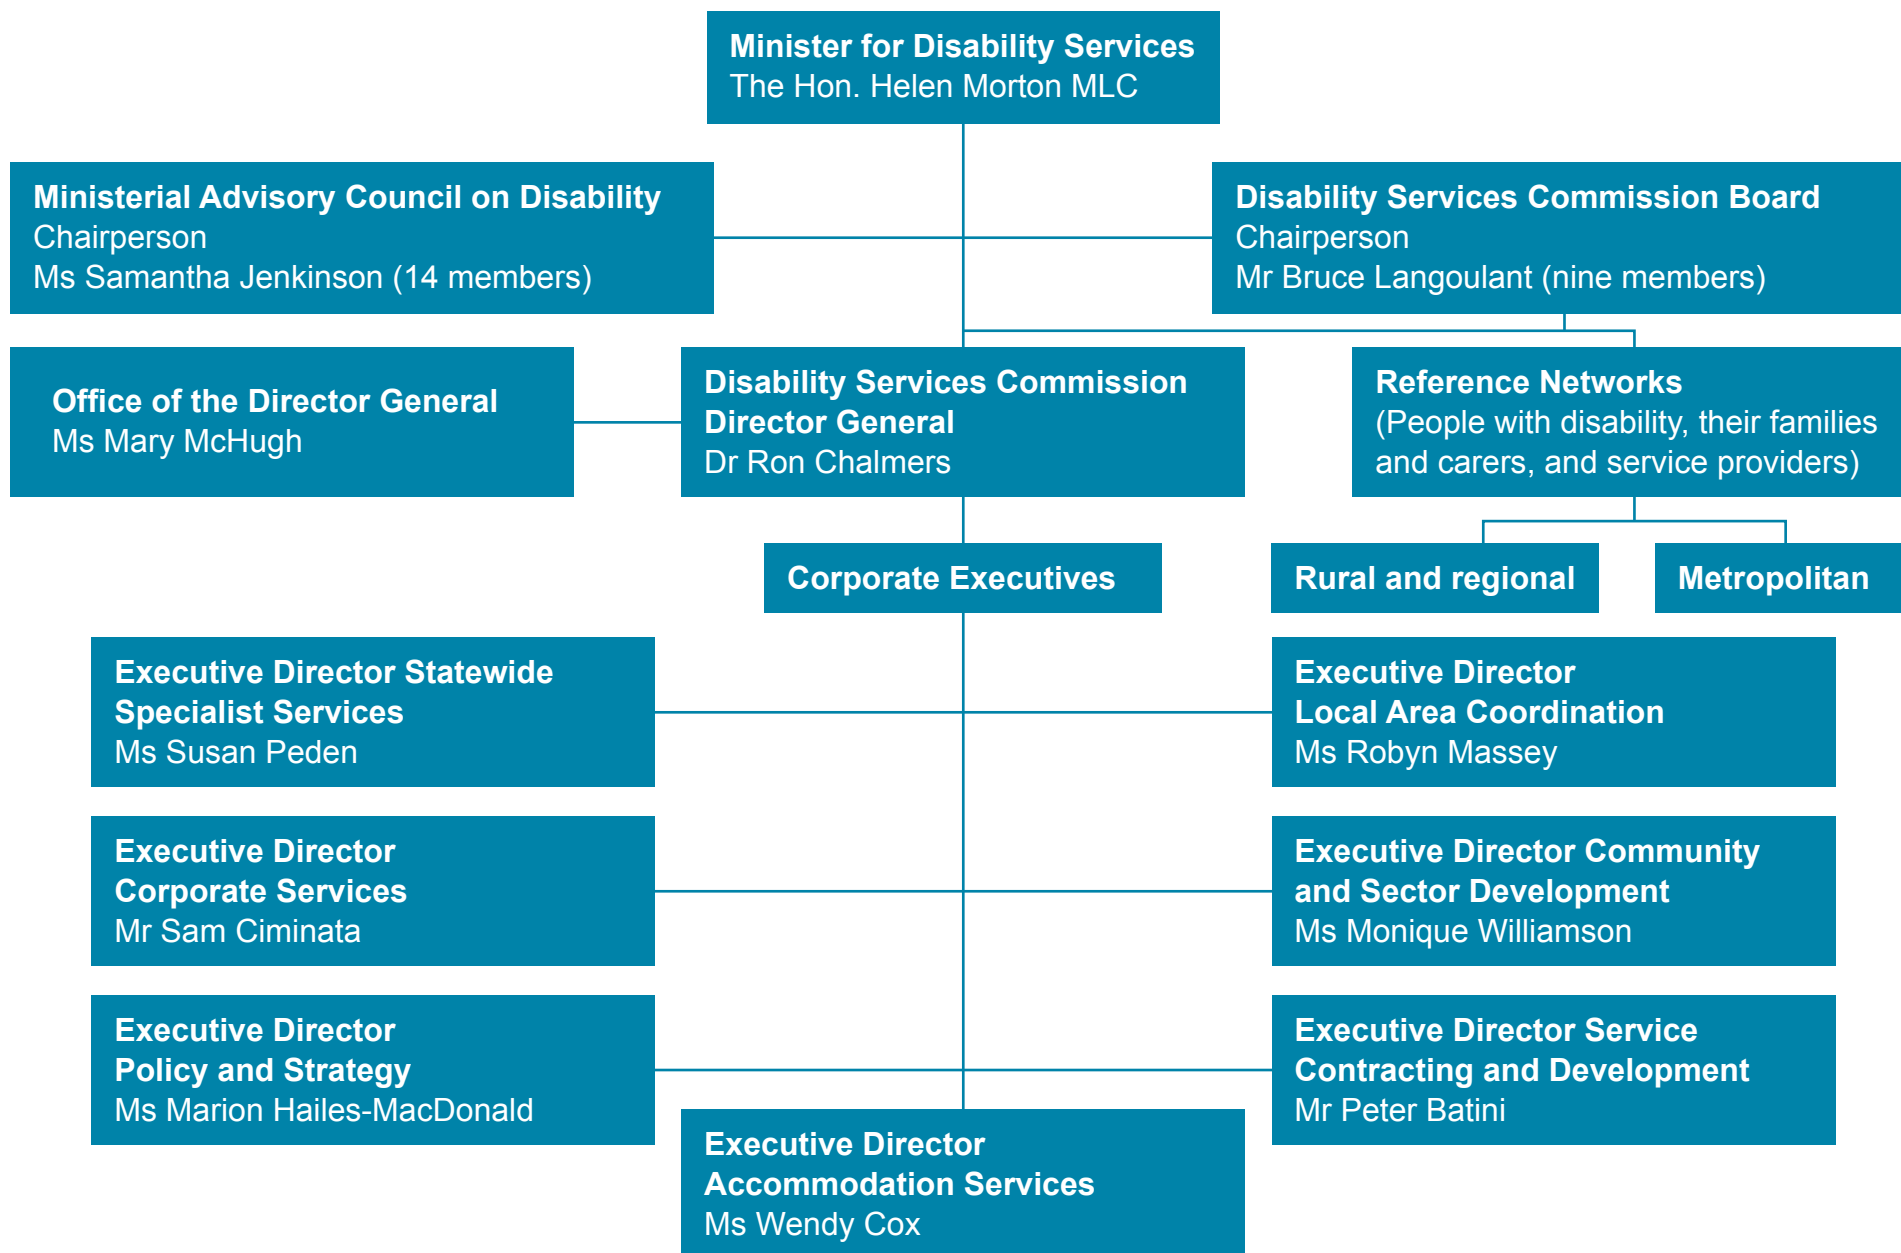 Minister for Disability Services
The Hon. Helen Morton MLC
Ministerial Advisory Council on Disability
Chairperson
Ms Samantha Jenkinson (14 members)
Disability Services Commission Board
Chairperson
Mr Bruce Langoulant (nine members)
Office of the Director General
Ms Mary McHugh
Disability Services Commission
Director General
Dr Ron Chalmers
Reference Networks
(People with disability, their families
and carers, and service providers)
Corporate Executives
Rural and regional
Metropolitan
Executive Director Statewide
Specialist Services
Ms Susan Peden
Executive Director
Local Area Coordination
Ms Robyn Massey
Executive Director
Corporate Services
Mr Sam Ciminata
Executive Director Community
and Sector Development
Ms Monique Williamson
Executive Director
Policy and Strategy
Ms Marion Hailes-MacDonald
Executive Director Service
Contracting and Development
Mr Peter Batini
Executive Director
Accommodation Services
Ms Wendy Cox